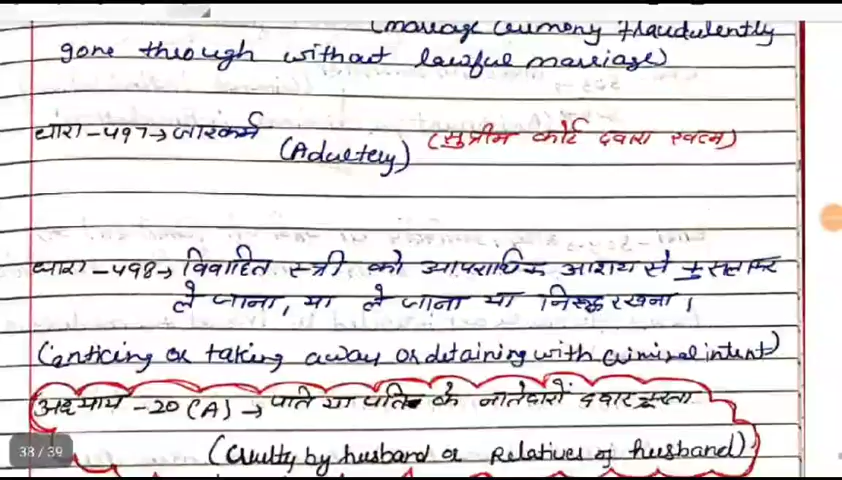 (marriage ceremony fraudulently
gone through without lawful marriage)
धारा-497→ जारकर्म (सुप्रीम कोर्ट द्वारा खत्म)
(Adultery)
धारा-498→ विवाहित स्त्री को आपराधिक आशय से फुसलाकर
ले जाना, या ले जाना या निरूद्ध रखना।
(enticing or taking away or detaining with criminal intent)
अध्याय-20(A)→ पति या पति के नातेदारों द्वारा क्रूरता
(Cruelty by husband or Relatives of husband)
38 / 39